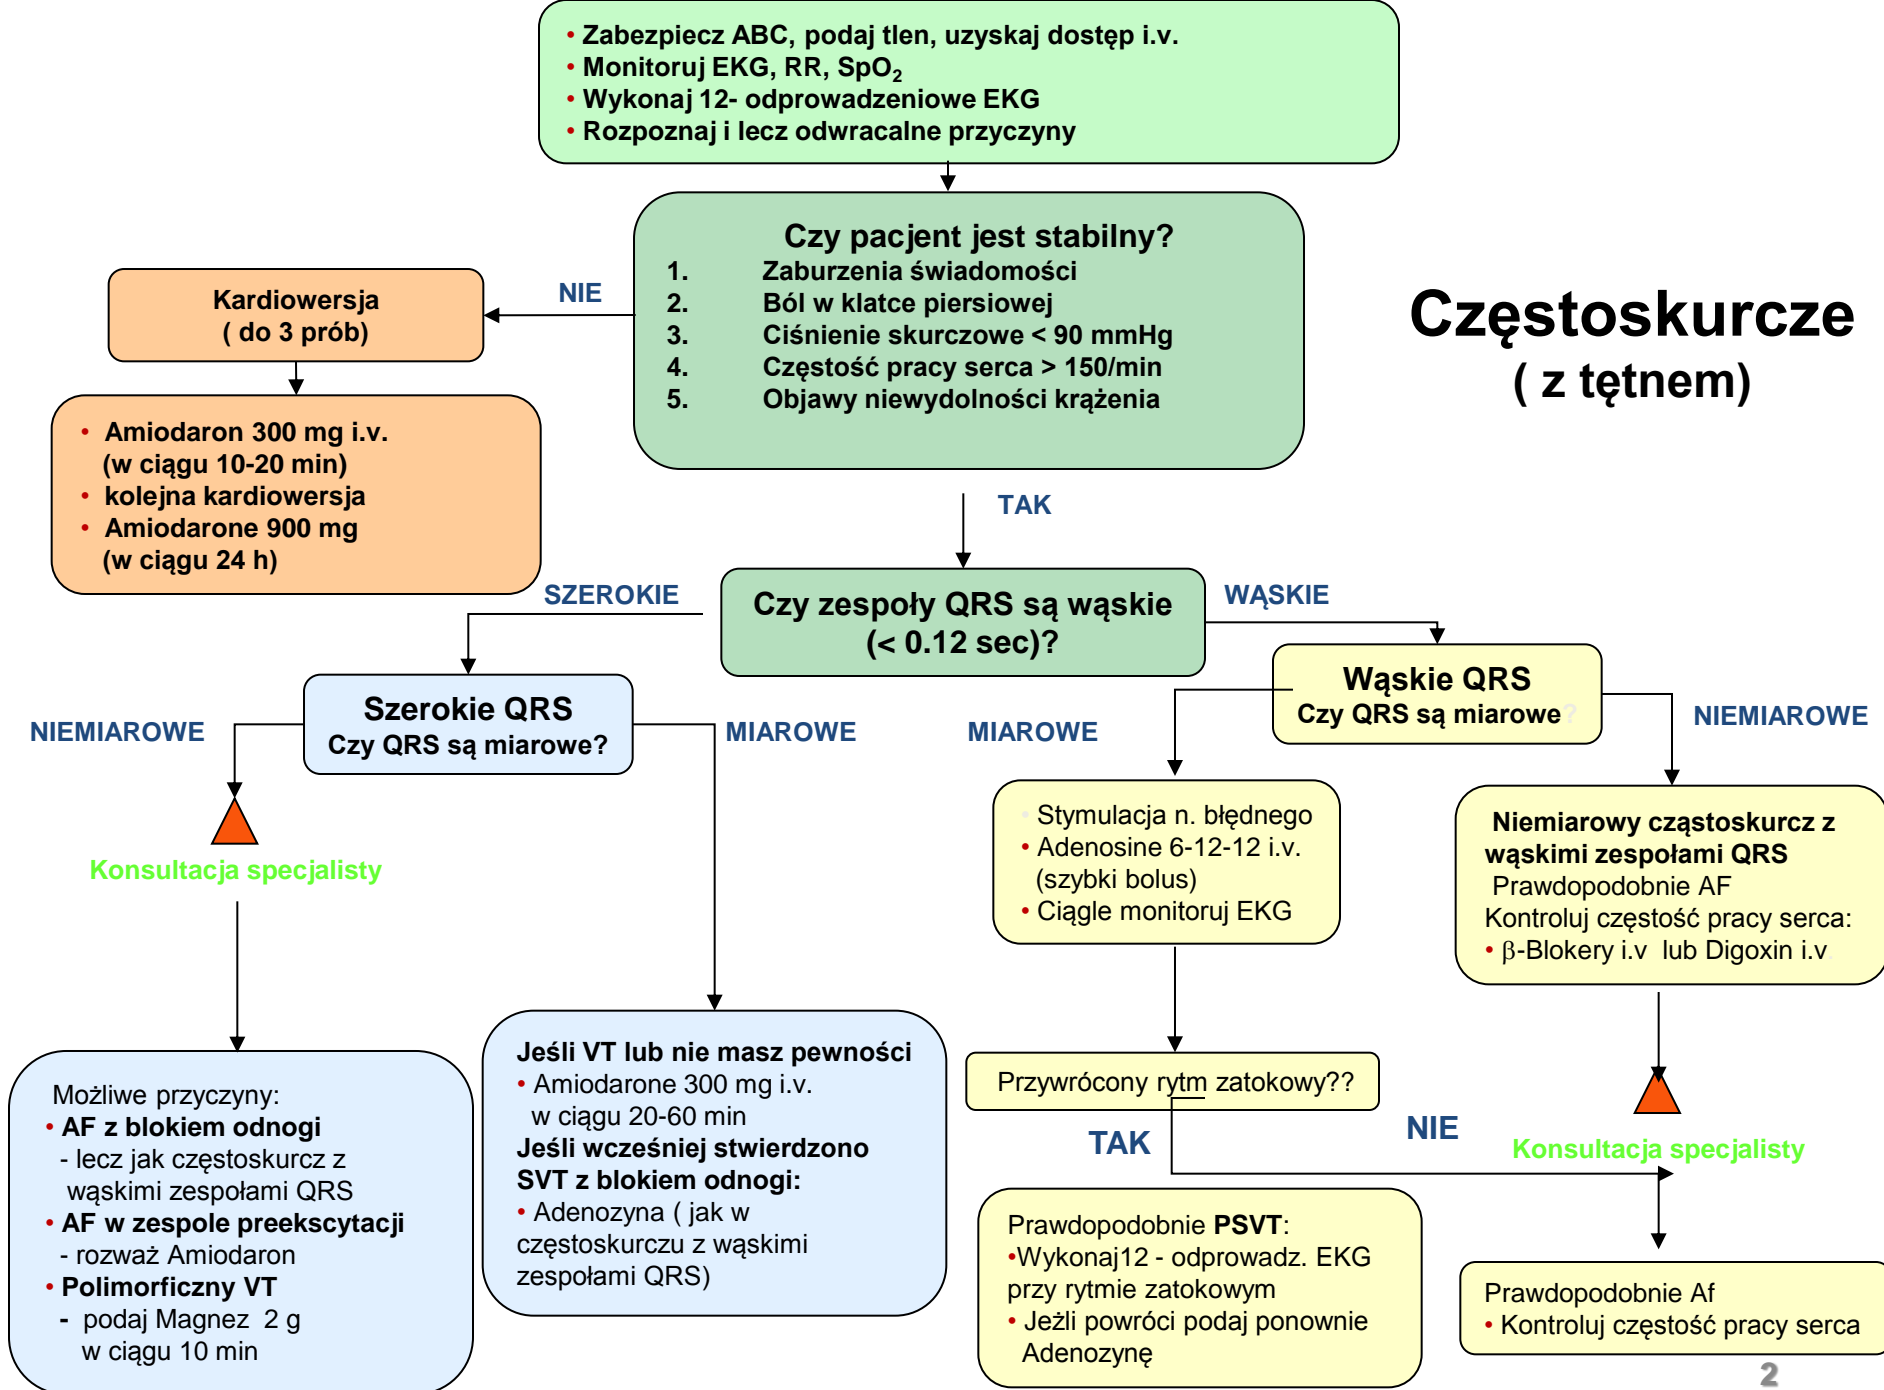 • Zabezpiecz ABC, podaj tlen, uzyskaj dostęp i.v.
• Monitoruj EKG, RR, SpO₂
• Wykonaj 12- odprowadzeniowe EKG
• Rozpoznaj i lecz odwracalne przyczyny
Czy pacjent jest stabilny?
1. Zaburzenia świadomości
2. Ból w klatce piersiowej
3. Ciśnienie skurczowe < 90 mmHg
4. Częstość pracy serca > 150/min
5. Objawy niewydolności krążenia
Częstoskurcze
( z tętnem)
NIE
Kardiowersja
( do 3 prób)
• Amiodaron 300 mg i.v.
(w ciągu 10-20 min)
• kolejna kardiowersja
• Amiodarone 900 mg
(w ciągu 24 h)
TAK
Czy zespoły QRS są wąskie
(< 0.12 sec)?
SZEROKIE
WĄSKIE
Szerokie QRS
Czy QRS są miarowe?
Wąskie QRS
Czy QRS są miarowe?
NIEMIAROWE
MIAROWE
MIAROWE
NIEMIAROWE
Konsultacja specjalisty
• Stymulacja n. błędnego
• Adenosine 6-12-12 i.v.
(szybki bolus)
• Ciągle monitoruj EKG
Niemiarowy cząstoskurcz z
wąskimi zespołami QRS
Prawdopodobnie AF
Kontroluj częstość pracy serca:
• β-Blokery i.v lub Digoxin i.v
Możliwe przyczyny:
• AF z blokiem odnogi
- lecz jak częstoskurcz z
wąskimi zespołami QRS
• AF w zespole preekscytacji
- rozważ Amiodaron
• Polimorficzny VT
- podaj Magnez 2 g
w ciągu 10 min
Jeśli VT lub nie masz pewności
• Amiodarone 300 mg i.v.
w ciągu 20-60 min
Jeśli wcześniej stwierdzono
SVT z blokiem odnogi:
• Adenozyna ( jak w
częstoskurczu z wąskimi
zespołami QRS)
Przywrócony rytm zatokowy??
TAK
NIE
Konsultacja specjalisty
Prawdopodobnie PSVT:
•Wykonaj12 - odprowadz. EKG
przy rytmie zatokowym
• Jeżli powróci podaj ponownie
Adenozynę
Prawdopodobnie Af
• Kontroluj częstość pracy serca
2